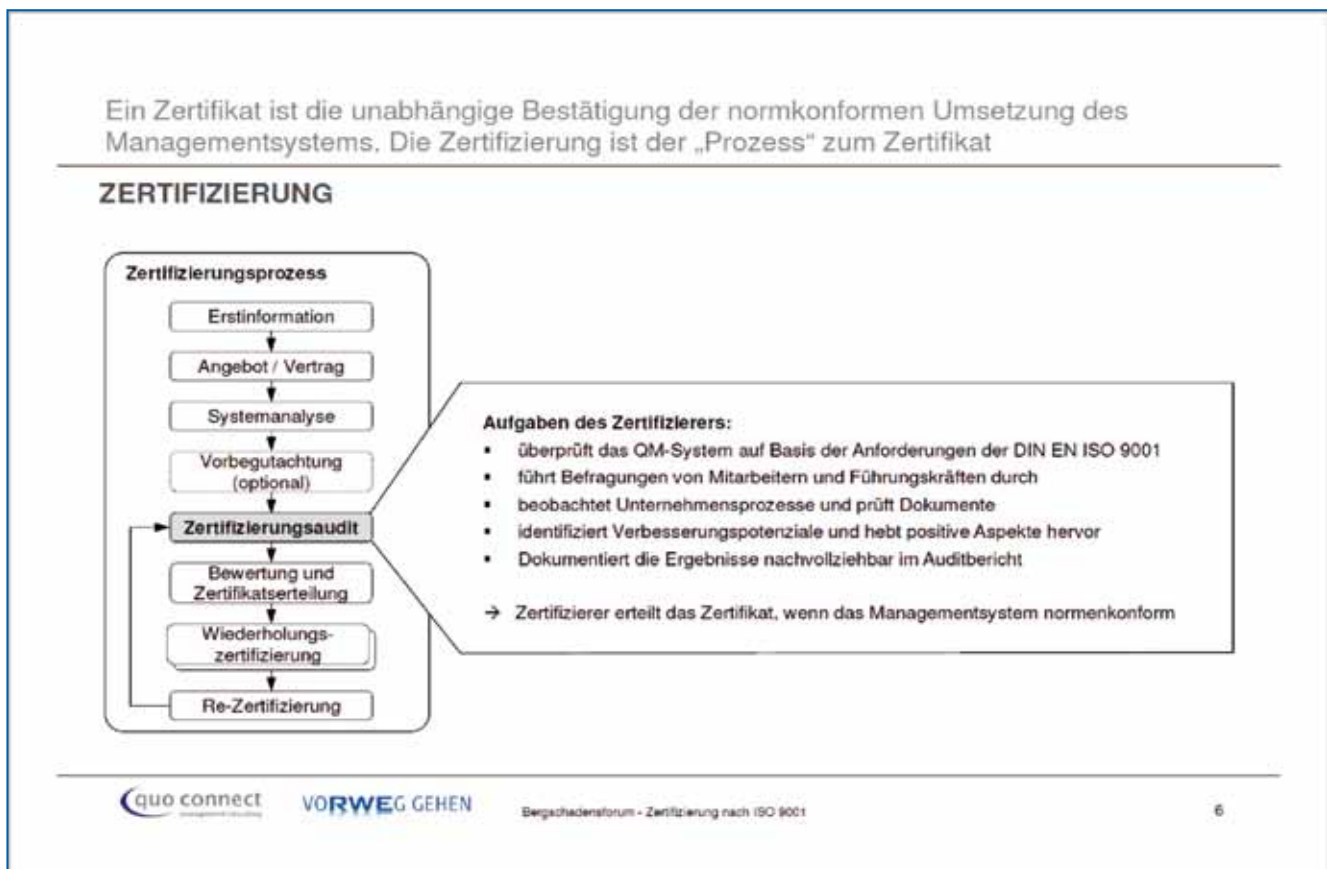 Ein Zertifikat ist die unabhängige Bestätigung der normkonformen Umsetzung des
Managementsystems. Die Zertifizierung ist der „Prozess“ zum Zertifikat
ZERTIFIZIERUNG
Zertifizierungsprozess
Erstinformation
Angebot / Vertrag
Systemanalyse
Vorbegutachtung
(optional)
Zertifizierungsaudit
Bewertung und
Zertifikatserteilung
Wiederholungs-
zertifizierung
Re-Zertifizierung
Aufgaben des Zertifizierers:
▪ überprüft das QM-System auf Basis der Anforderungen der DIN EN ISO 9001
▪ führt Befragungen von Mitarbeitern und Führungskräften durch
▪ beobachtet Unternehmensprozesse und prüft Dokumente
▪ identifiziert Verbesserungspotenziale und hebt positive Aspekte hervor
▪ Dokumentiert die Ergebnisse nachvollziehbar im Auditbericht
→ Zertifizierer erteilt das Zertifikat, wenn das Managementsystem normenkonform
quo connect
VORWEG GEHEN
Bergschadensforum - Zertifizierung nach ISO 9001
6